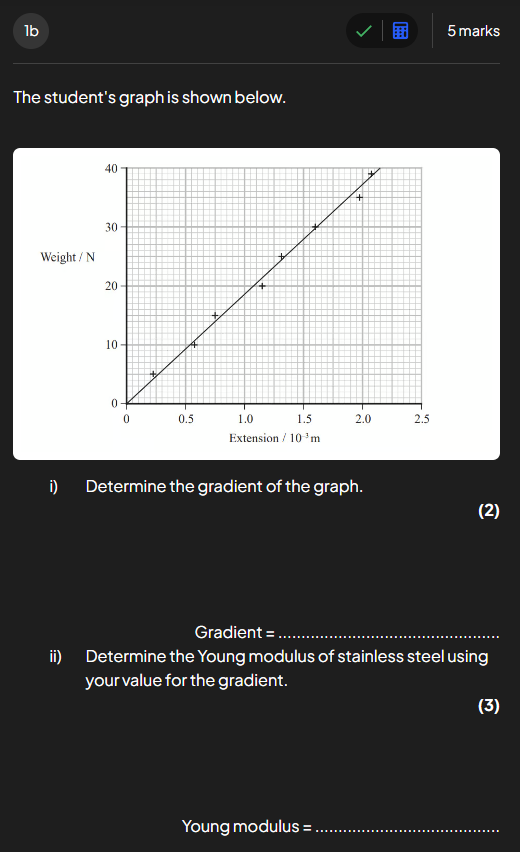 1b
5 marks
The student's graph is shown below.
40
30
Weight / N
20
10
0
0 0.5 1.0 1.5 2.0 2.5
Extension / 10⁻³ m
i) Determine the gradient of the graph.
(2)
Gradient = ................................................
ii) Determine the Young modulus of stainless steel using
your value for the gradient.
(3)
Young modulus = ........................................